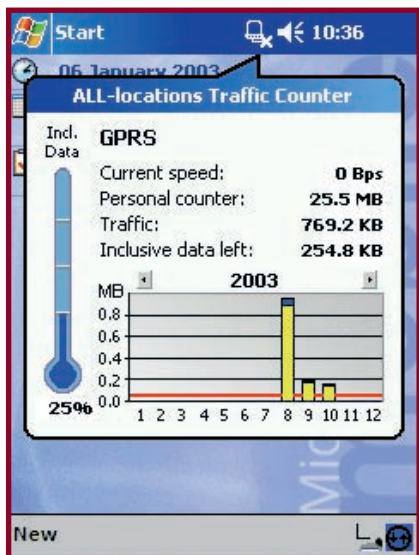 Start 10:36
06 January 2003
ALL-locations Traffic Counter
Incl.
Data
GPRS
Current speed: 0 Bps
Personal counter: 25.5 MB
Traffic: 769.2 KB
Inclusive data left: 254.8 KB
2003
MB
0.8
0.6
0.4
0.2
0.0
25%
1 2 3 4 5 6 7 8 9 10 11 12
New